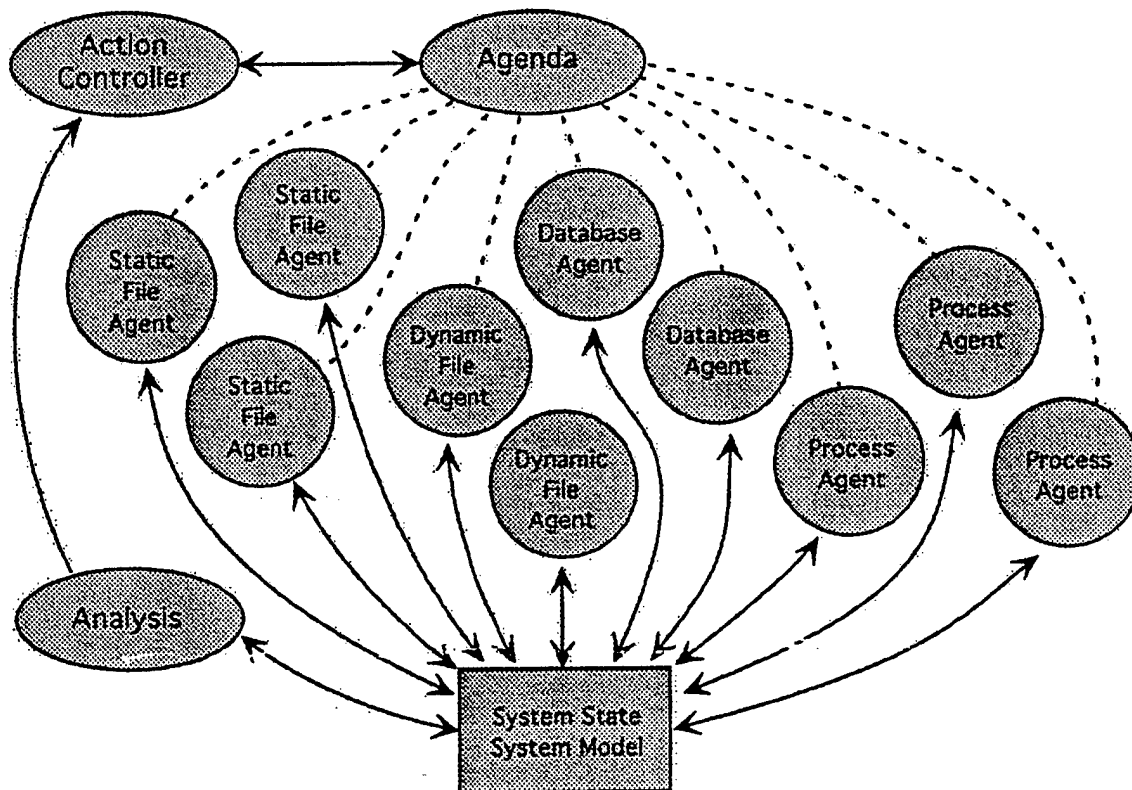 Action
Controller
Agenda
Static
File
Agent
Static
File
Agent
Static
File
Agent
Dynamic
File
Agent
Dynamic
File
Agent
Database
Agent
Database
Agent
Process
Agent
Process
Agent
Process
Agent
Analysis
System State
System Model